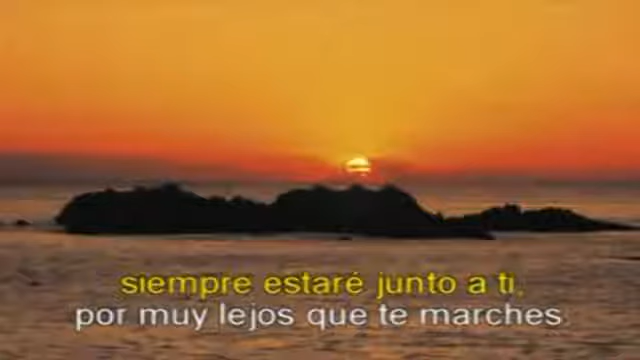 siempre estaré junto a ti,
por muy lejos que te marches